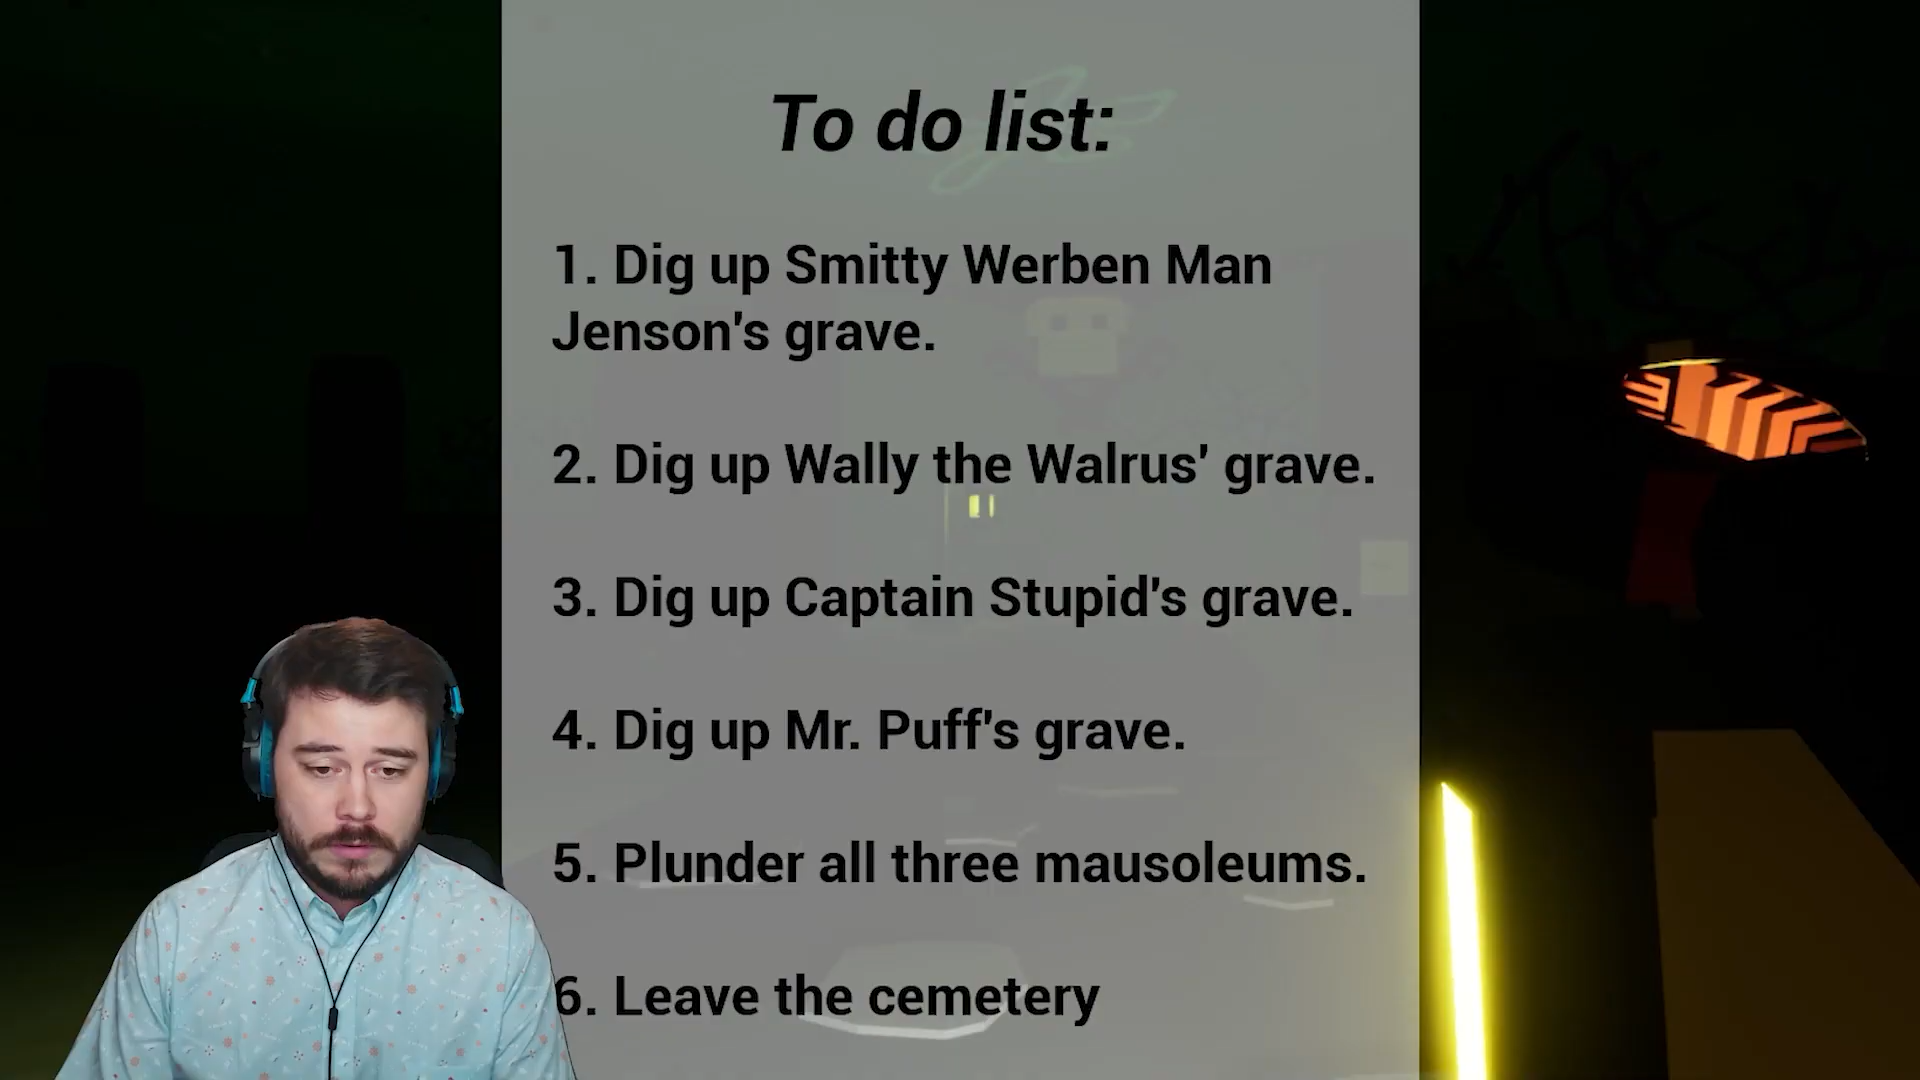 To do list:
1. Dig up Smitty Werben Man
Jenson's grave.
2. Dig up Wally the Walrus' grave.
3. Dig up Captain Stupid's grave.
4. Dig up Mr. Puff's grave.
5. Plunder all three mausoleums.
6. Leave the cemetery